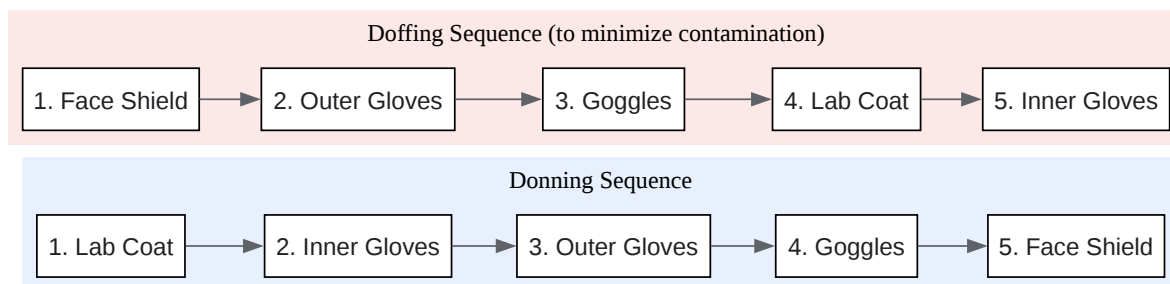 Doffing Sequence (to minimize contamination)
1. Face Shield
2. Outer Gloves
3. Goggles
4. Lab Coat
5. Inner Gloves
Donning Sequence
1. Lab Coat
2. Inner Gloves
3. Outer Gloves
4. Goggles
5. Face Shield